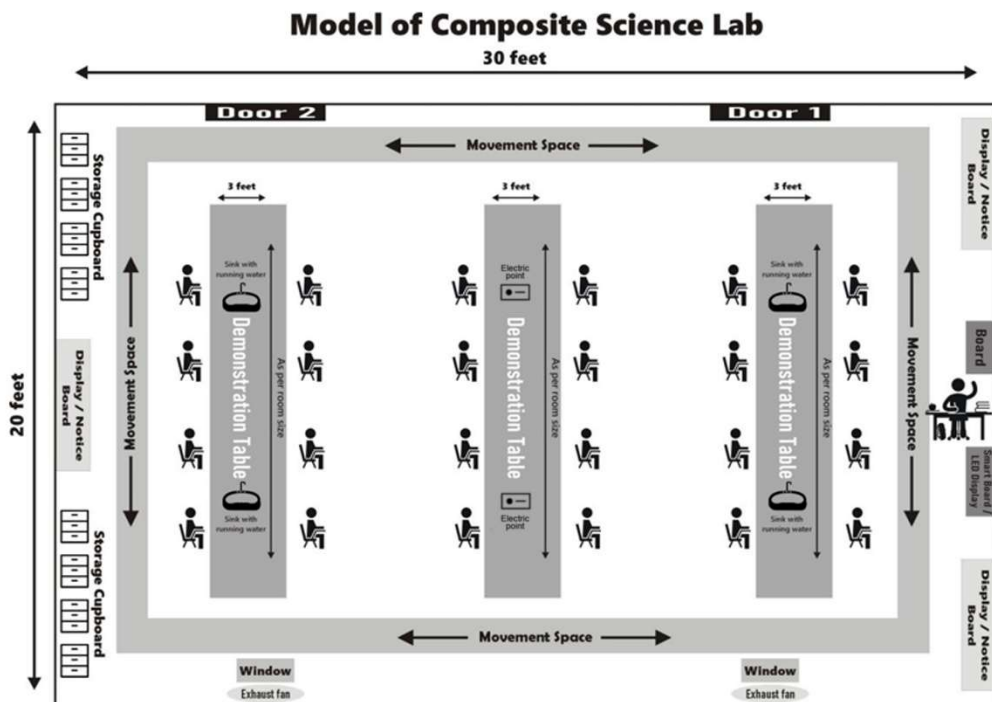 Model of Composite Science Lab
30 feet
Door 2
Door 1
Movement Space
20 feet
Storage Cupboard
Display / Notice
Board
Storage Cupboard
Movement Space
3 feet
Sink with
running water
Demonstration Table
As per room size
Sink with
running water
3 feet
Electric
point
Demonstration Table
As per room size
Electric
point
3 feet
Sink with
running water
Demonstration Table
As per room size
Sink with
running water
Movement Space
Display / Notice
Board
Board
Smart Board /
LED Display
Display / Notice
Board
Movement Space
Window
Exhaust fan
Window
Exhaust fan